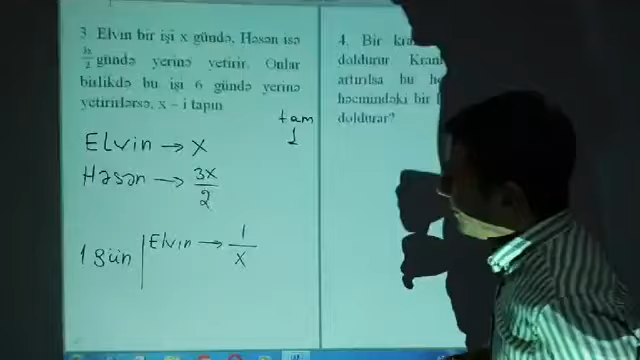 3. Elvin bir işi x gündə, Həsən isə
3x/2 gündə yerinə yetirir. Onlar
birlikdə bu işi 6 gündə yerinə
yetirirlərsə, x – i tapın
tam
1
Elvin → x
Həsən → 3x/2
1 gün | Elvin → 1/x
4. Bir
doldurur.
artırılsa bu
həcmindəki bir
doldurar?